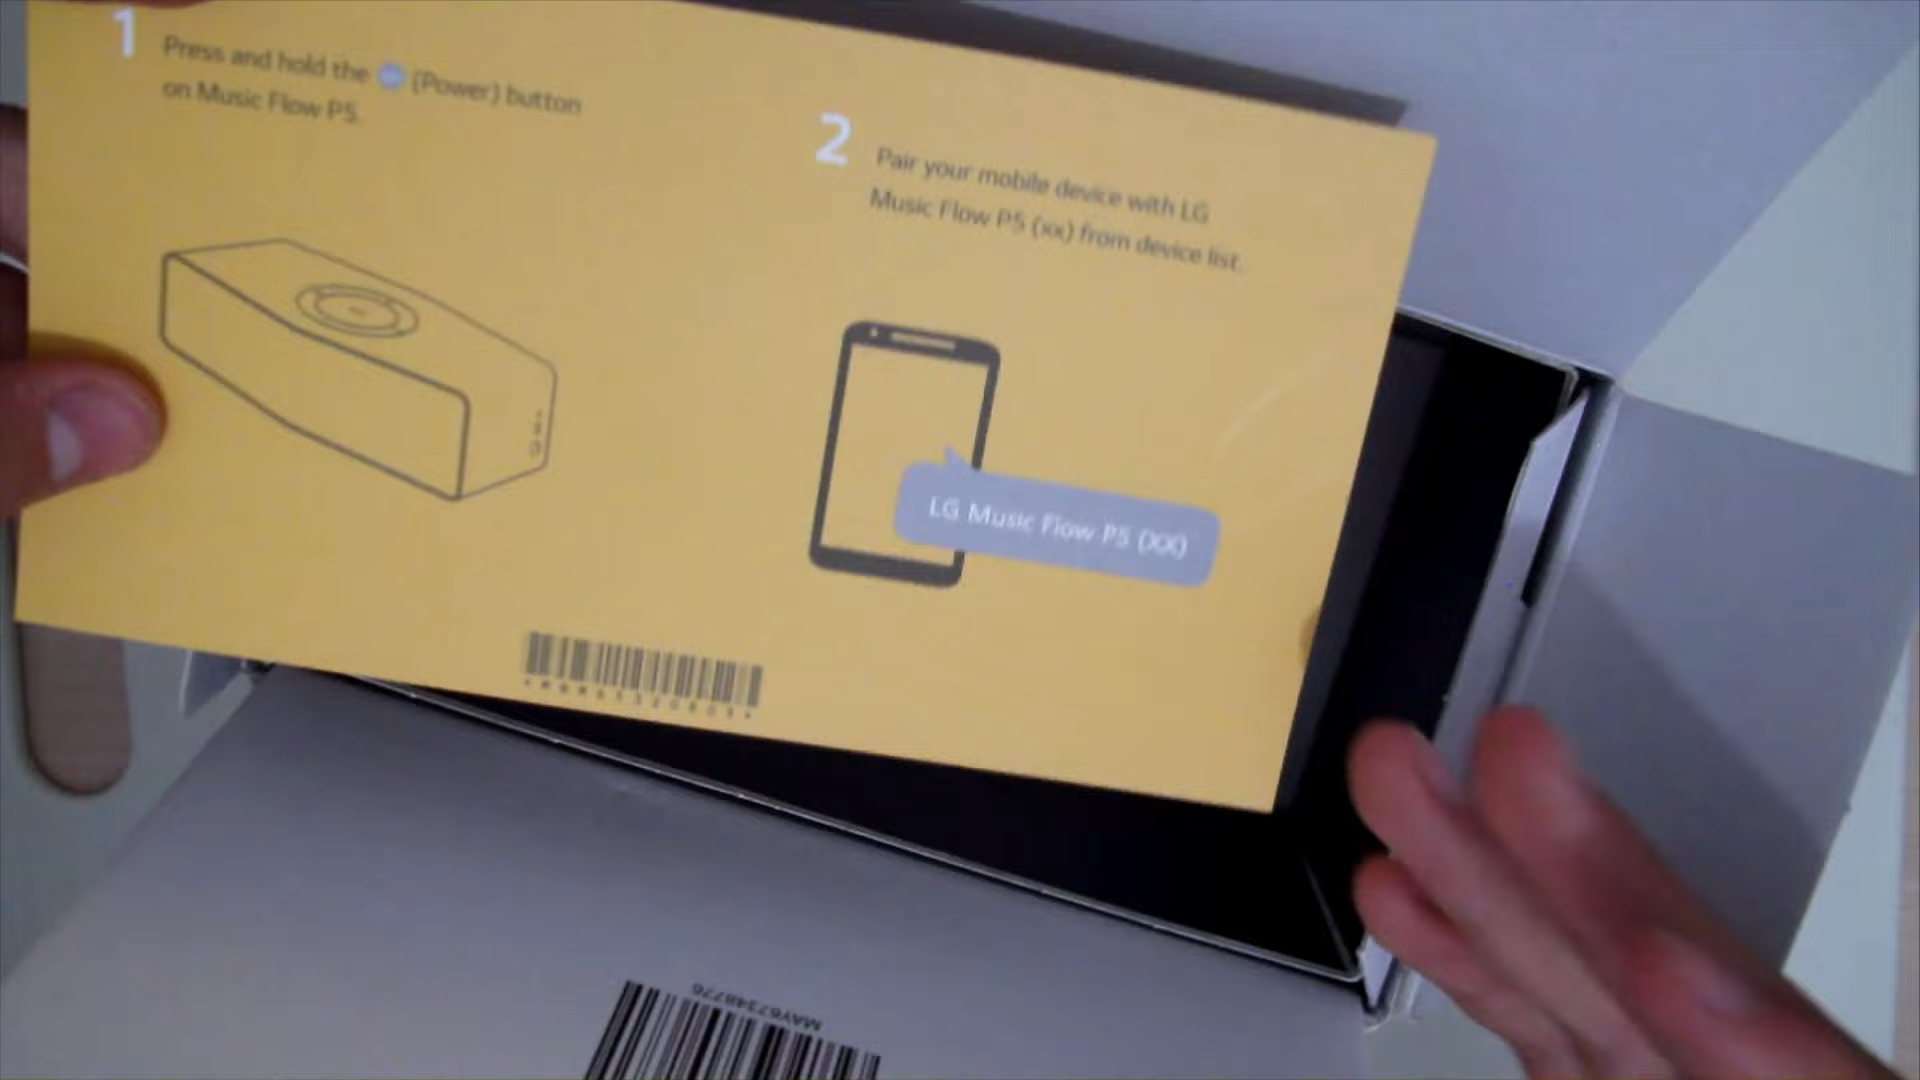 1
Press and hold the (Power) button
on Music Flow P5.
2
Pair your mobile device with LG
Music Flow P5 (xx) from device list.
LG Music Flow P5 (XX)
MAY67348776